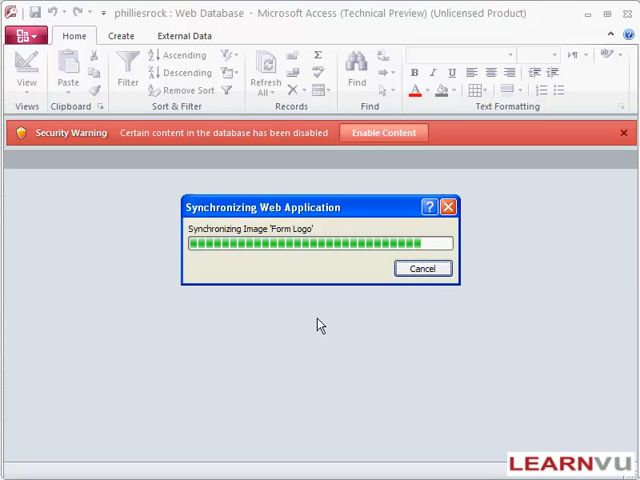 philliesrock : Web Database - Microsoft Access (Technical Preview) (Unlicensed Product)
Home Create External Data
View
Views
Paste
Clipboard
Filter
Ascending
Descending
Remove Sort
Sort & Filter
Refresh
All
Records
Find
Find
B I U
A
Text Formatting
Security Warning Certain content in the database has been disabled Enable Content
Synchronizing Web Application
Synchronizing Image 'Form Logo'
Cancel
LEARNVU